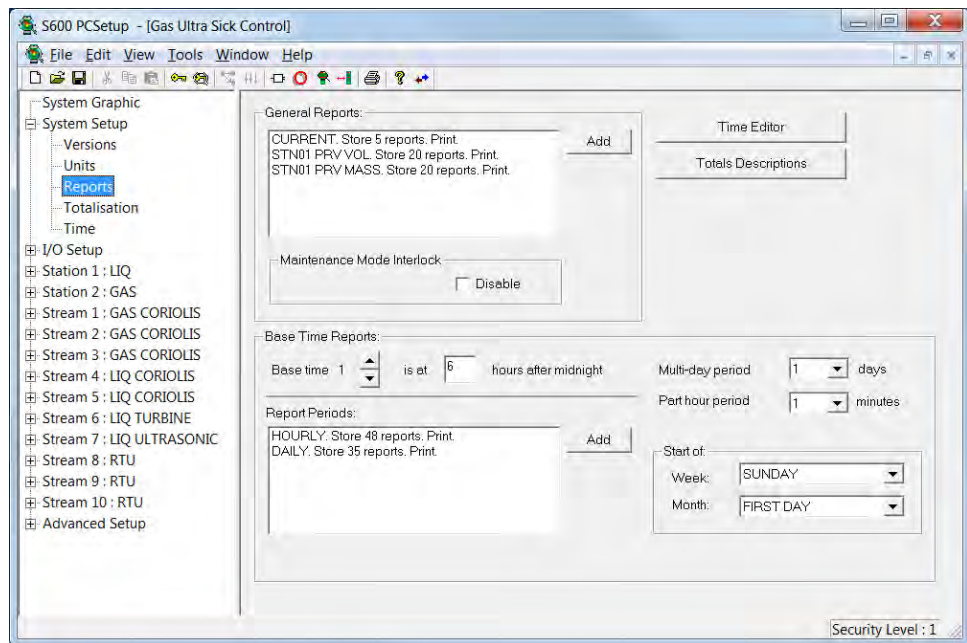 S600 PCSetup - [Gas Ultra Sick Control]
File Edit View Tools Window Help
System Graphic
System Setup
Versions
Units
Reports
Totalisation
Time
I/O Setup
Station 1 : LIQ
Station 2 : GAS
Stream 1 : GAS CORIOLIS
Stream 2 : GAS CORIOLIS
Stream 3 : GAS CORIOLIS
Stream 4 : LIQ CORIOLIS
Stream 5 : LIQ CORIOLIS
Stream 6 : LIQ TURBINE
Stream 7 : LIQ ULTRASONIC
Stream 8 : RTU
Stream 9 : RTU
Stream 10 : RTU
Advanced Setup
General Reports:
CURRENT. Store 5 reports. Print.
STN01 PRV VOL. Store 20 reports. Print.
STN01 PRV MASS. Store 20 reports. Print.
Add
Time Editor
Totals Descriptions
Maintenance Mode Interlock
Disable
Base Time Reports:
Base time 1 is at 6 hours after midnight
Multi-day period 1 days
Part hour period 1 minutes
Report Periods:
HOURLY. Store 48 reports. Print.
DAILY. Store 35 reports. Print.
Add
Start of:
Week: SUNDAY
Month: FIRST DAY
Security Level : 1